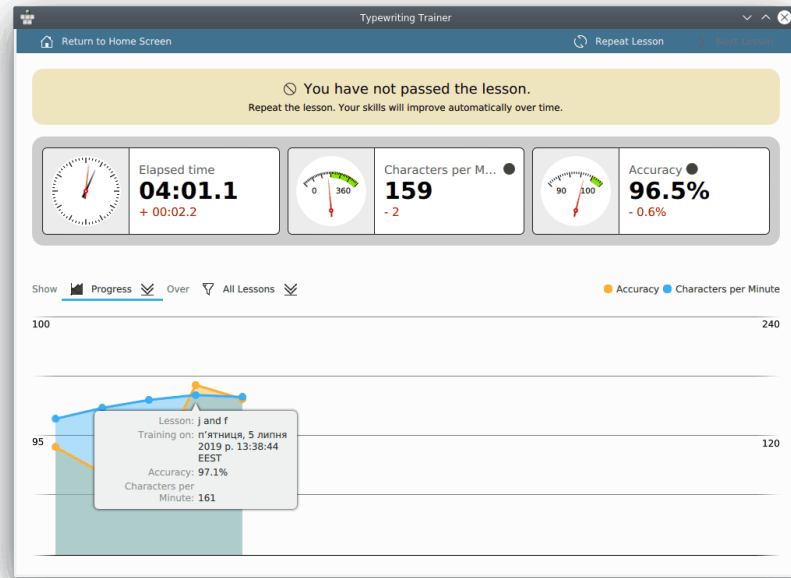 Typewriting Trainer
Return to Home Screen
Repeat Lesson
Next Lesson
You have not passed the lesson.
Repeat the lesson. Your skills will improve automatically over time.
Elapsed time
04:01.1
+ 00:02.2
0 360
Characters per M...
159
- 2
90 100
Accuracy
96.5%
- 0.6%
Show Progress Over All Lessons
Accuracy Characters per Minute
100 240
95 120
Lesson: j and f
Training on: п’ятниця, 5 липня
2019 р. 13:38:44
EEST
Accuracy: 97.1%
Characters per
Minute: 161